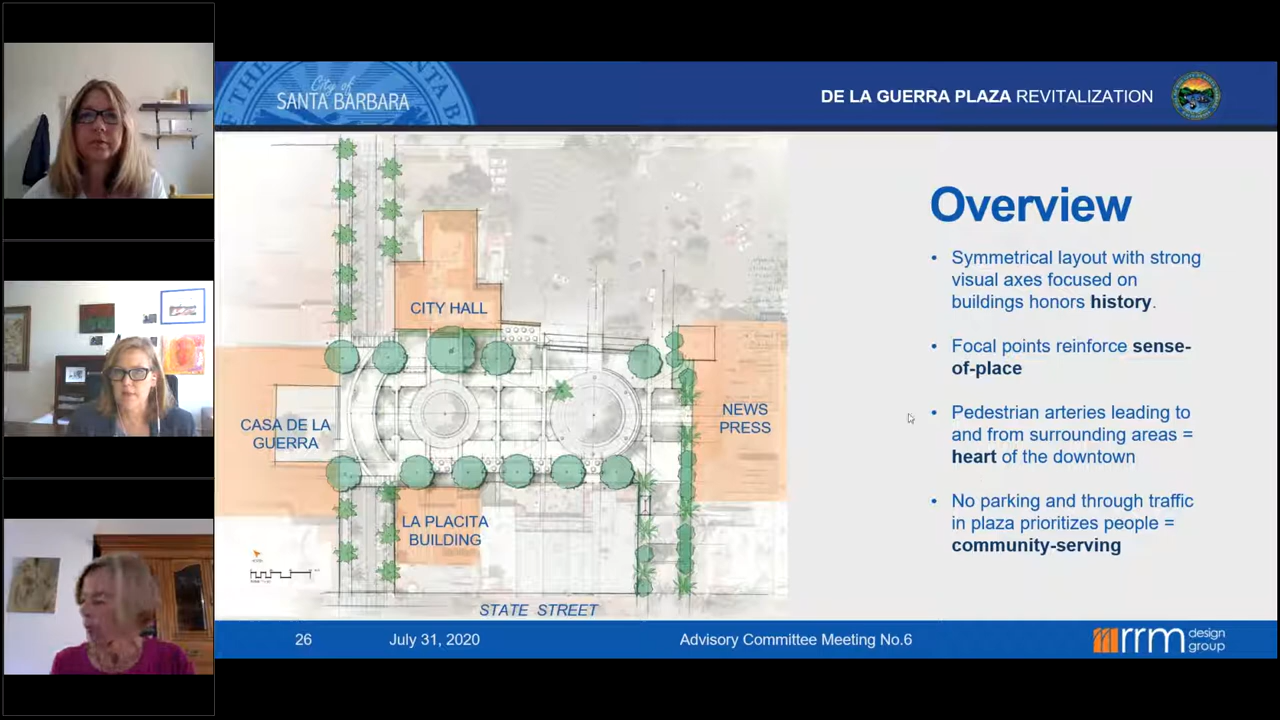 City of
SANTA BARBARA
DE LA GUERRA PLAZA REVITALIZATION
Overview
• Symmetrical layout with strong
visual axes focused on
buildings honors history.
• Focal points reinforce sense-
of-place
• Pedestrian arteries leading to
and from surrounding areas =
heart of the downtown
• No parking and through traffic
in plaza prioritizes people =
community-serving
CITY HALL
CASA DE LA
GUERRA
NEWS
PRESS
LA PLACITA
BUILDING
STATE STREET
26
July 31, 2020
Advisory Committee Meeting No.6
rrm design
group